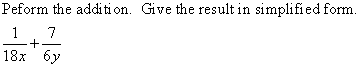 Peform the addition.  Give the result in simplified form.
1/(18x) + 7/(6y)